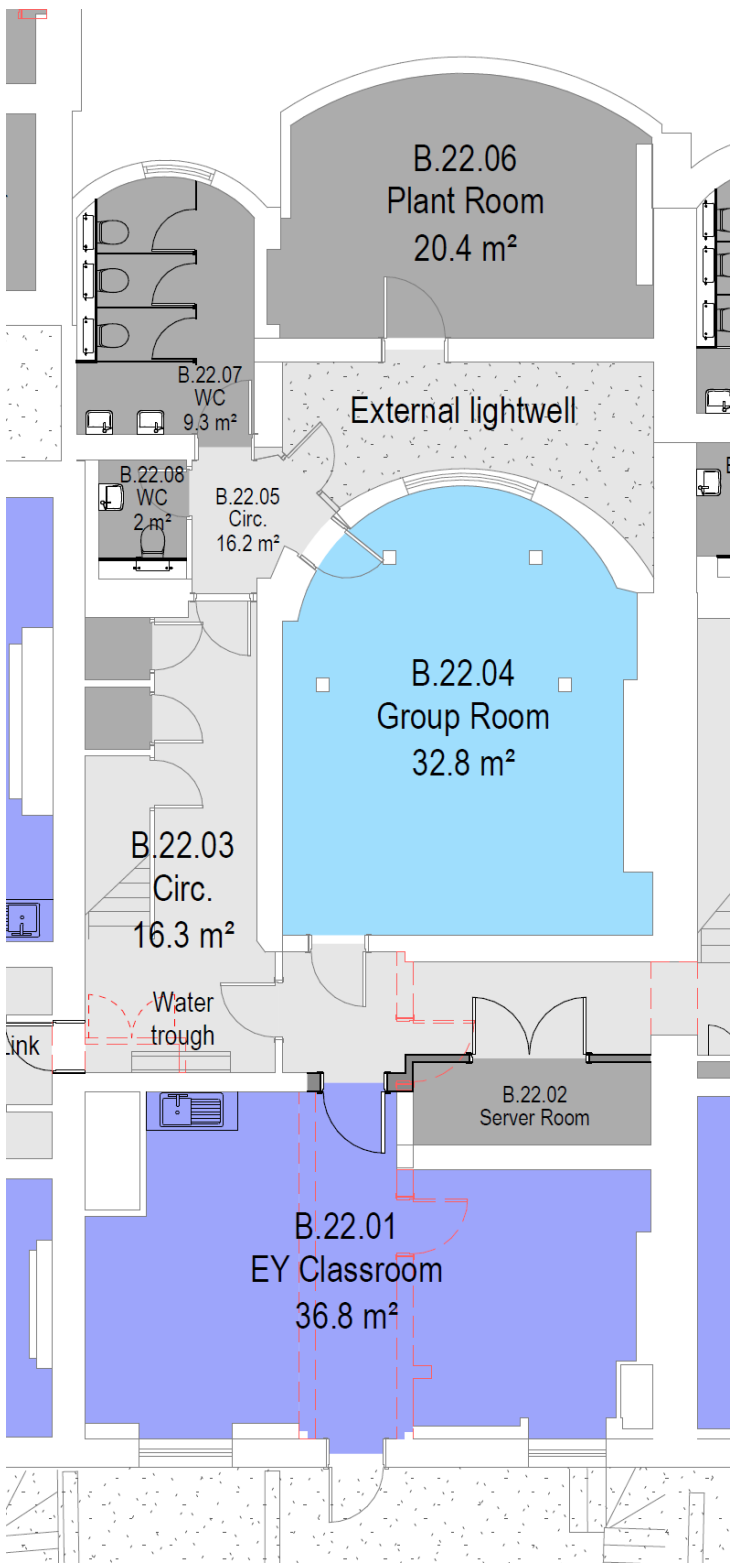 B.22.06
Plant Room
20.4 m²
B.22.07
WC
9.3 m²
External lightwell
B.22.08
WC
2 m²
B.22.05
Circ.
16.2 m²
B.22.04
Group Room
32.8 m²
B.22.03
Circ.
16.3 m²
Water
trough
Link
B.22.02
Server Room
B.22.01
EY Classroom
36.8 m²